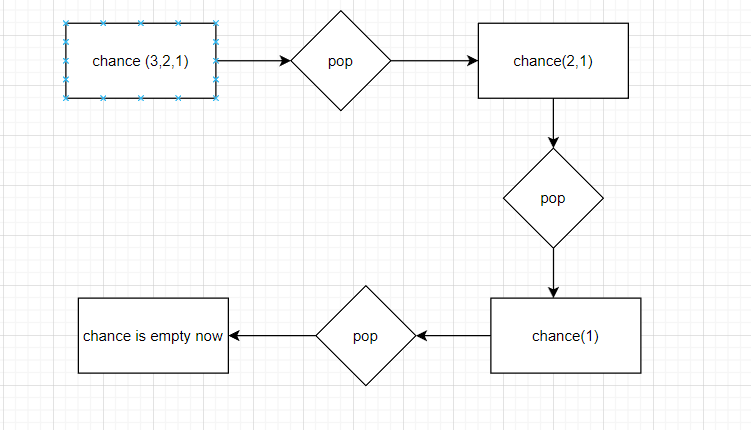 chance (3,2,1)
pop
chance(2,1)
pop
chance(1)
pop
chance is empty now